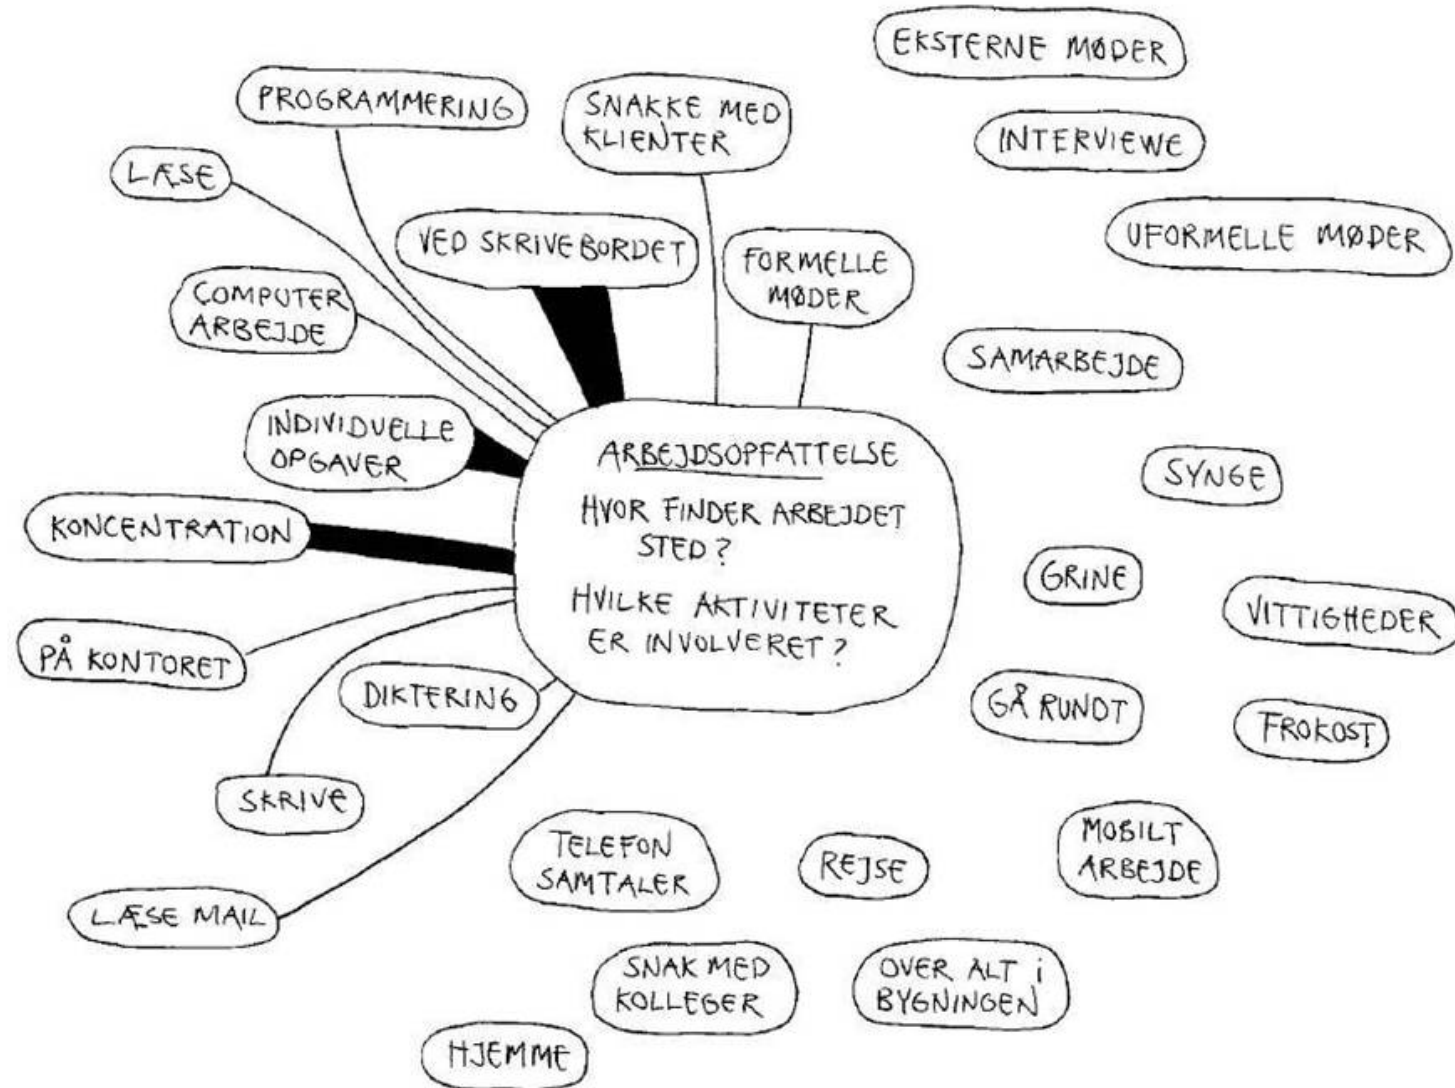 EKSTERNE MØDER
PROGRAMMERING
SNAKKE MED
KLIENTER
INTERVIEWE
LÆSE
VED SKRIVEBORDET
UFORMELLE MØDER
FORMELLE
MØDER
COMPUTER
ARBEJDE
SAMARBEJDE
INDIVIDUELLE
OPGAVER
ARBEJDSOPFATTELSE
HVOR FINDER ARBEJDET
STED?
HVILKE AKTIVITETER
ER INVOLVERET?
SYNGE
KONCENTRATION
GRINE
VITTIGHEDER
PÅ KONTORET
DIKTERING
GÅ RUNDT
FROKOST
SKRIVE
TELEFON
SAMTALER
REJSE
MOBILT
ARBEJDE
LÆSE MAIL
SNAK MED
KOLLEGER
OVER ALT i
BYGNINGEN
HJEMME